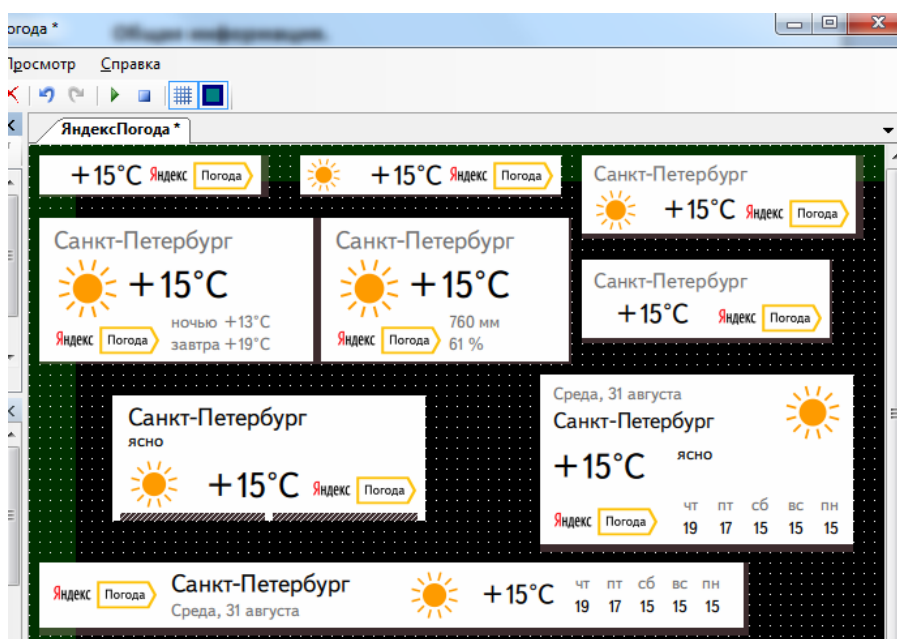 огода *
Общая информация.
Просмотр Справка
ЯндексПогода *
+15°C Яндекс Погода
+15°C Яндекс Погода
Санкт-Петербург
+15°C Яндекс Погода
Санкт-Петербург
+15°C
ночью +13°C
Яндекс Погода
завтра +19°C
Санкт-Петербург
+15°C
760 мм
Яндекс Погода
61 %
Санкт-Петербург
+15°C Яндекс Погода
Санкт-Петербург
ясно
+15°C Яндекс Погода
Среда, 31 августа
Санкт-Петербург
+15°C ясно
чт пт сб вс пн
Яндекс Погода
19 17 15 15 15
Яндекс Погода
Санкт-Петербург
Среда, 31 августа
+15°C
чт пт сб вс пн
19 17 15 15 15